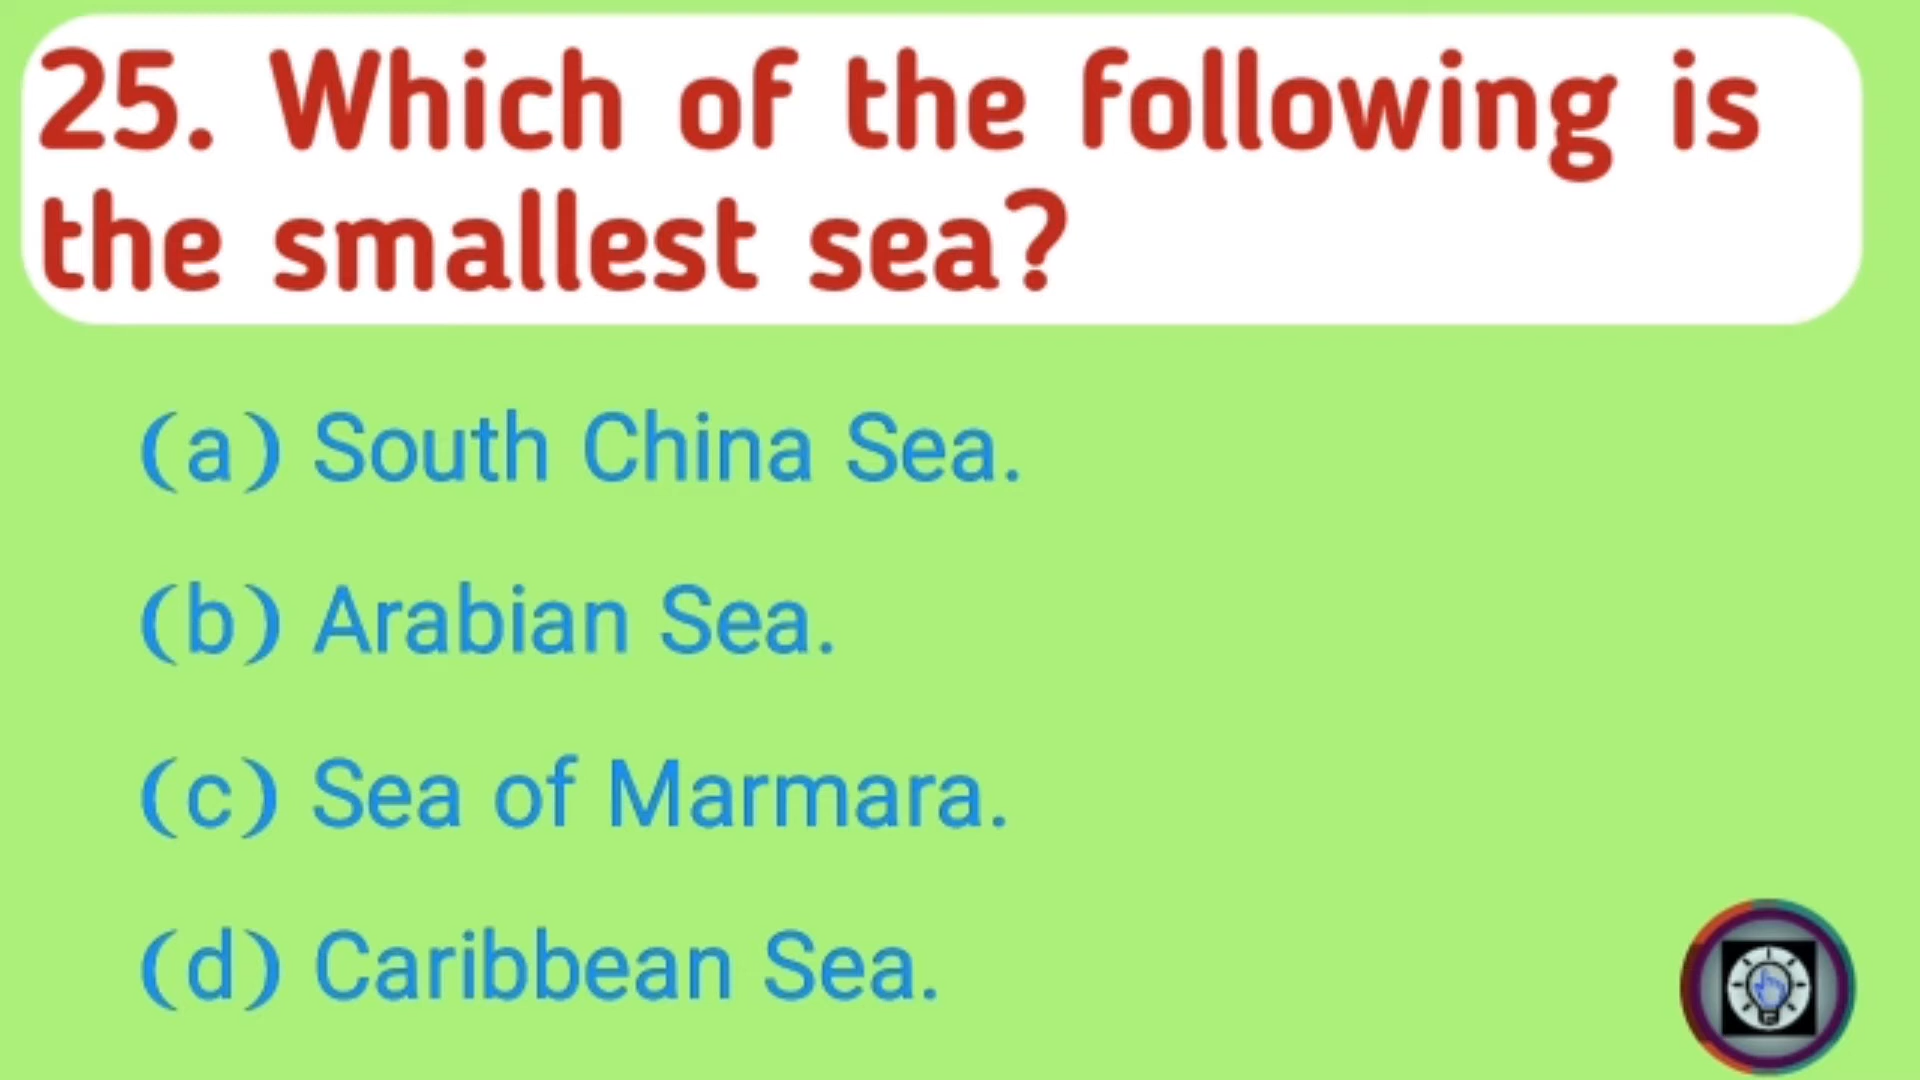 25. Which of the following is
the smallest sea?
(a) South China Sea.
(b) Arabian Sea.
(c) Sea of Marmara.
(d) Caribbean Sea.